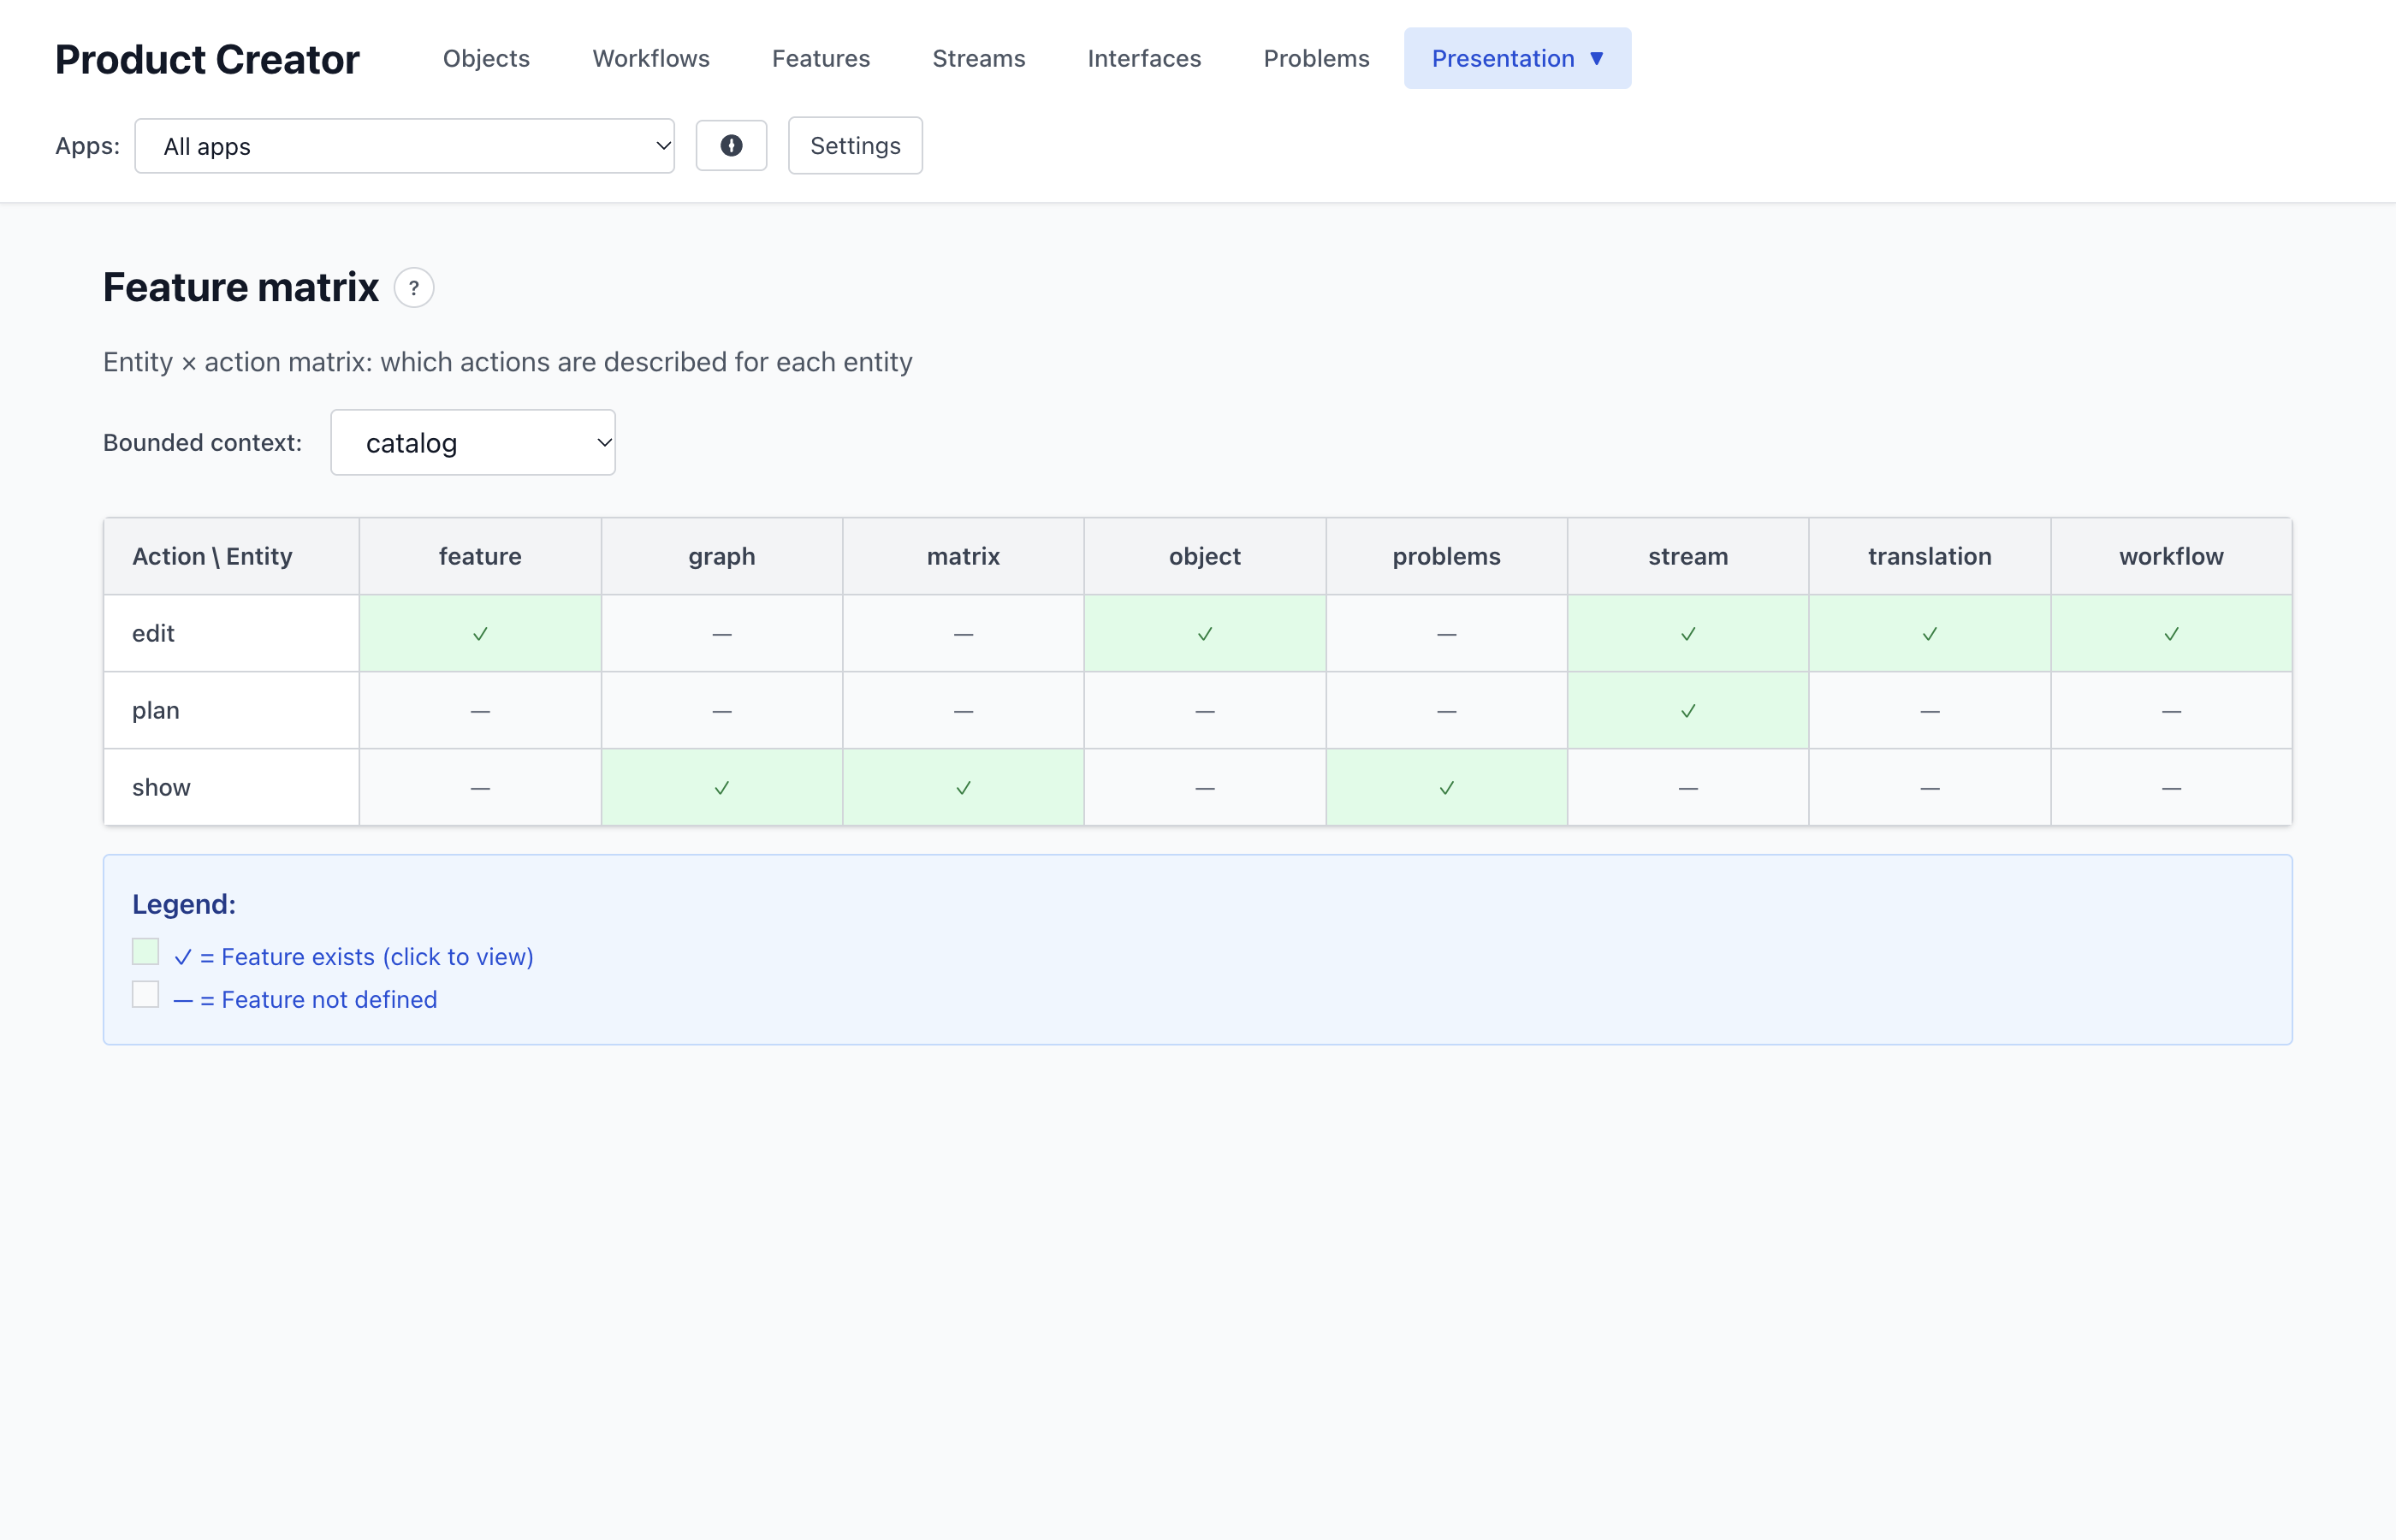 Product Creator Objects Workflows Features Streams Interfaces Problems Presentation ▼
Apps: All apps Settings
Feature matrix ?
Entity × action matrix: which actions are described for each entity
Bounded context: catalog
Action \ Entity feature graph matrix object problems stream translation workflow
edit ✓ — — ✓ — ✓ ✓ ✓
plan — — — — — ✓ — —
show — ✓ ✓ — ✓ — — —
Legend:
✓ = Feature exists (click to view)
— = Feature not defined